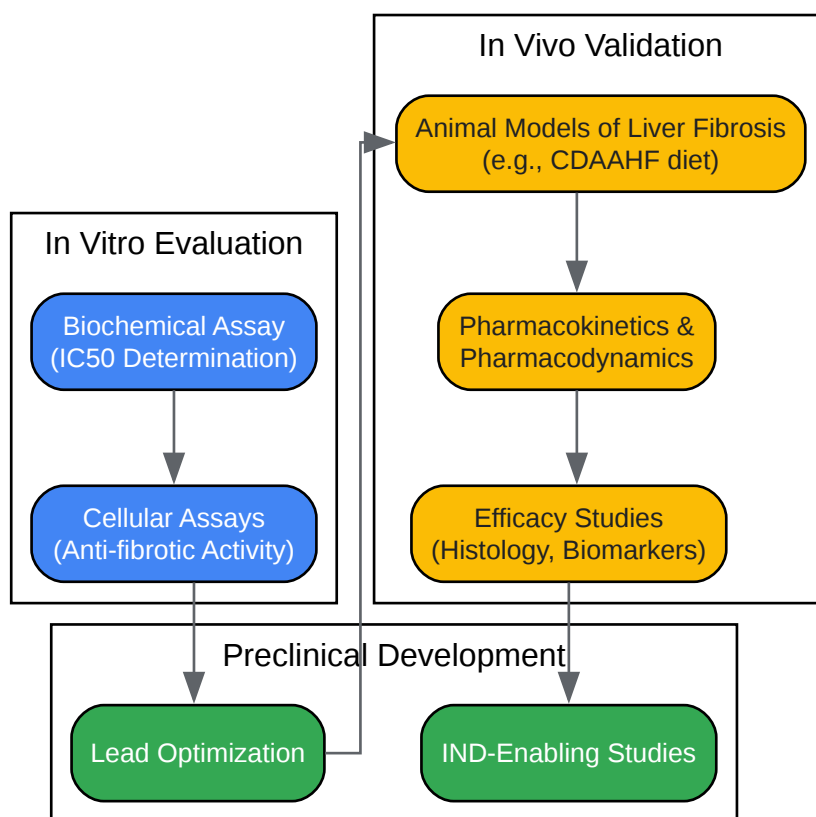 In Vitro Evaluation
Biochemical Assay
(IC50 Determination)
Cellular Assays
(Anti-fibrotic Activity)
In Vivo Validation
Animal Models of Liver Fibrosis
(e.g., CDAAHF diet)
Pharmacokinetics &
Pharmacodynamics
Efficacy Studies
(Histology, Biomarkers)
Preclinical Development
Lead Optimization
IND-Enabling Studies